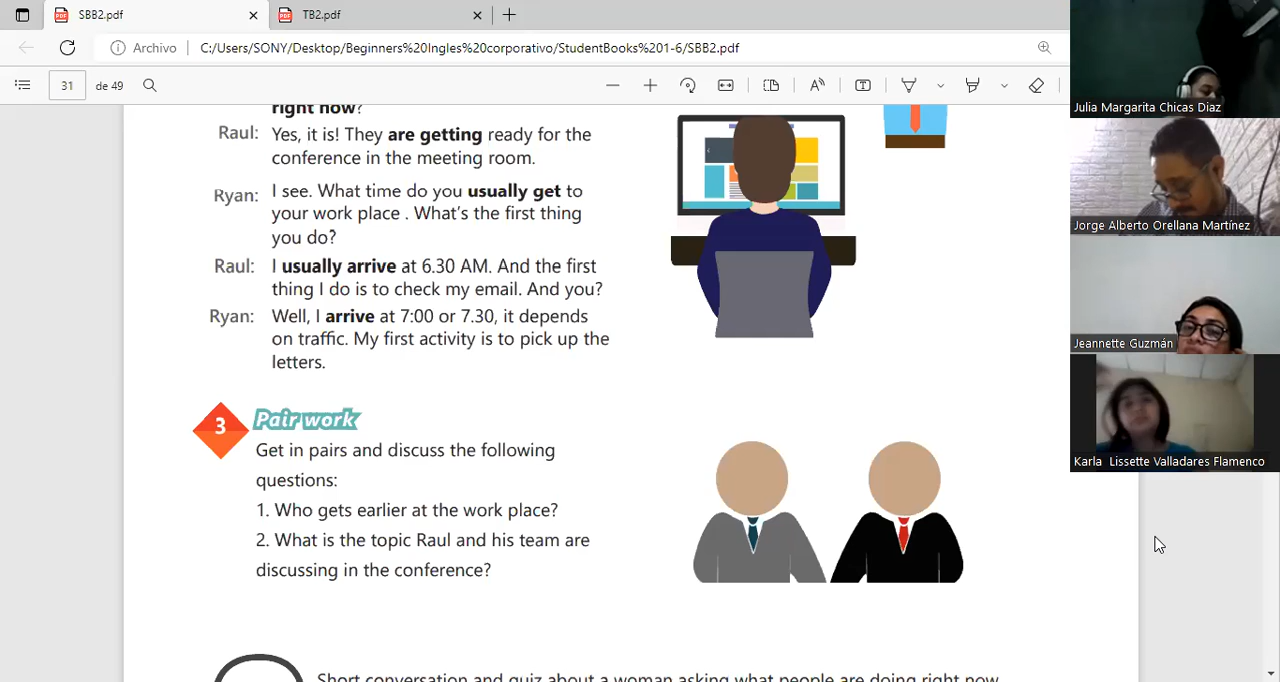 SBB2.pdf
TB2.pdf
Archivo
C:/Users/SONY/Desktop/Beginners%20Ingles%20corporativo/StudentBooks%201-6/SBB2.pdf
31
de 49
right now?
Raul: Yes, it is! They are getting ready for the
conference in the meeting room.
Ryan: I see. What time do you usually get to
your work place . What's the first thing
you do?
Raul: I usually arrive at 6.30 AM. And the first
thing I do is to check my email. And you?
Ryan: Well, I arrive at 7:00 or 7.30, it depends
on traffic. My first activity is to pick up the
letters.
3
Pair work
Get in pairs and discuss the following
questions:
1. Who gets earlier at the work place?
2. What is the topic Raul and his team are
discussing in the conference?
Short conversation and quiz about a woman asking what people are doing right now
Julia Margarita Chicas Diaz
Jorge Alberto Orellana Martínez
Jeannette Guzmán
Karla Lissette Valladares Flamenco